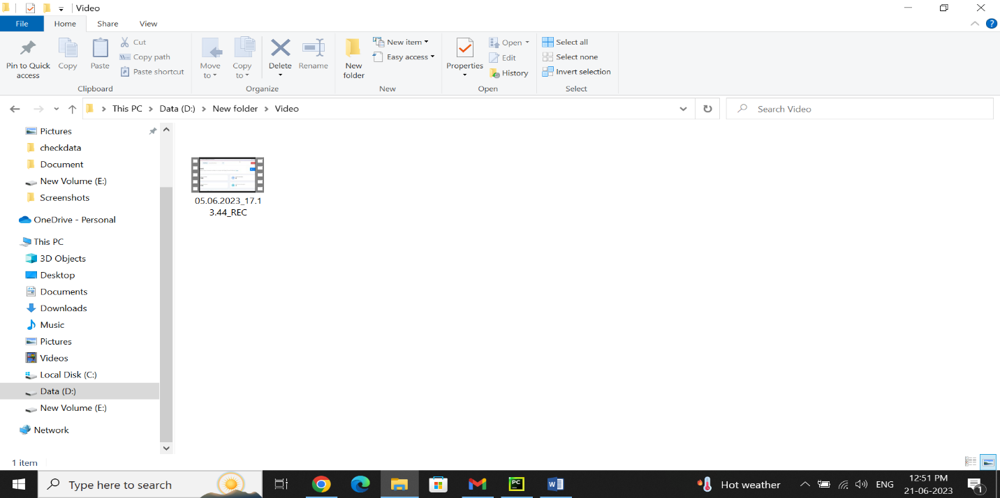 Video
File Home Share View
Pin to Quick access
Copy
Paste
Cut
Copy path
Paste shortcut
Clipboard
Move to
Copy to
Delete
Rename
Organize
New folder
New item
Easy access
New
Properties
Open
Edit
History
Open
Select all
Select none
Invert selection
Select
This PC > Data (D:) > New folder > Video
Search Video
Pictures
checkdata
Document
New Volume (E:)
Screenshots
OneDrive - Personal
This PC
3D Objects
Desktop
Documents
Downloads
Music
Pictures
Videos
Local Disk (C:)
Data (D:)
New Volume (E:)
Network
05.06.2023_17.1
3.44_REC
1 item
Type here to search
PC
W
Hot weather
ENG
12:51 PM
21-06-2023
1